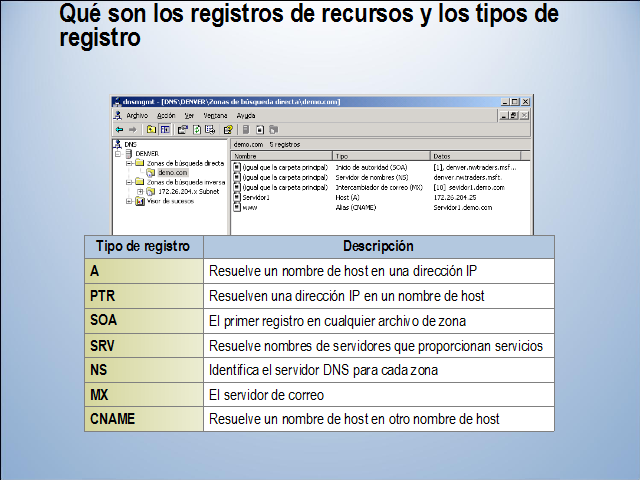 Qué son los registros de recursos y los tipos de
registro
dnsmgmt - [DNS\DENVER\Zonas de búsqueda directa\demo.com]
Archivo Acción Ver Ventana Ayuda
DNS
DENVER
Zonas de búsqueda directa
demo.com
Zonas de búsqueda inversa
172.26.204.x Subnet
Visor de sucesos
demo.com 5 registros
Nombre Tipo Datos
(igual que la carpeta principal) Inicio de autoridad (SOA) [1], denver.nwtraders.msf...
(igual que la carpeta principal) Servidor de nombres (NS) denver.nwtraders.msft.
(igual que la carpeta principal) Intercambiador de correo (MX) [10] sevidor1.demo.com
Servidor1 Host (A) 172.26.204.25
www Alias (CNAME) Servidor1.demo.com
Tipo de registro Descripción
A Resuelve un nombre de host en una dirección IP
PTR Resuelven una dirección IP en un nombre de host
SOA El primer registro en cualquier archivo de zona
SRV Resuelve nombres de servidores que proporcionan servicios
NS Identifica el servidor DNS para cada zona
MX El servidor de correo
CNAME Resuelve un nombre de host en otro nombre de host